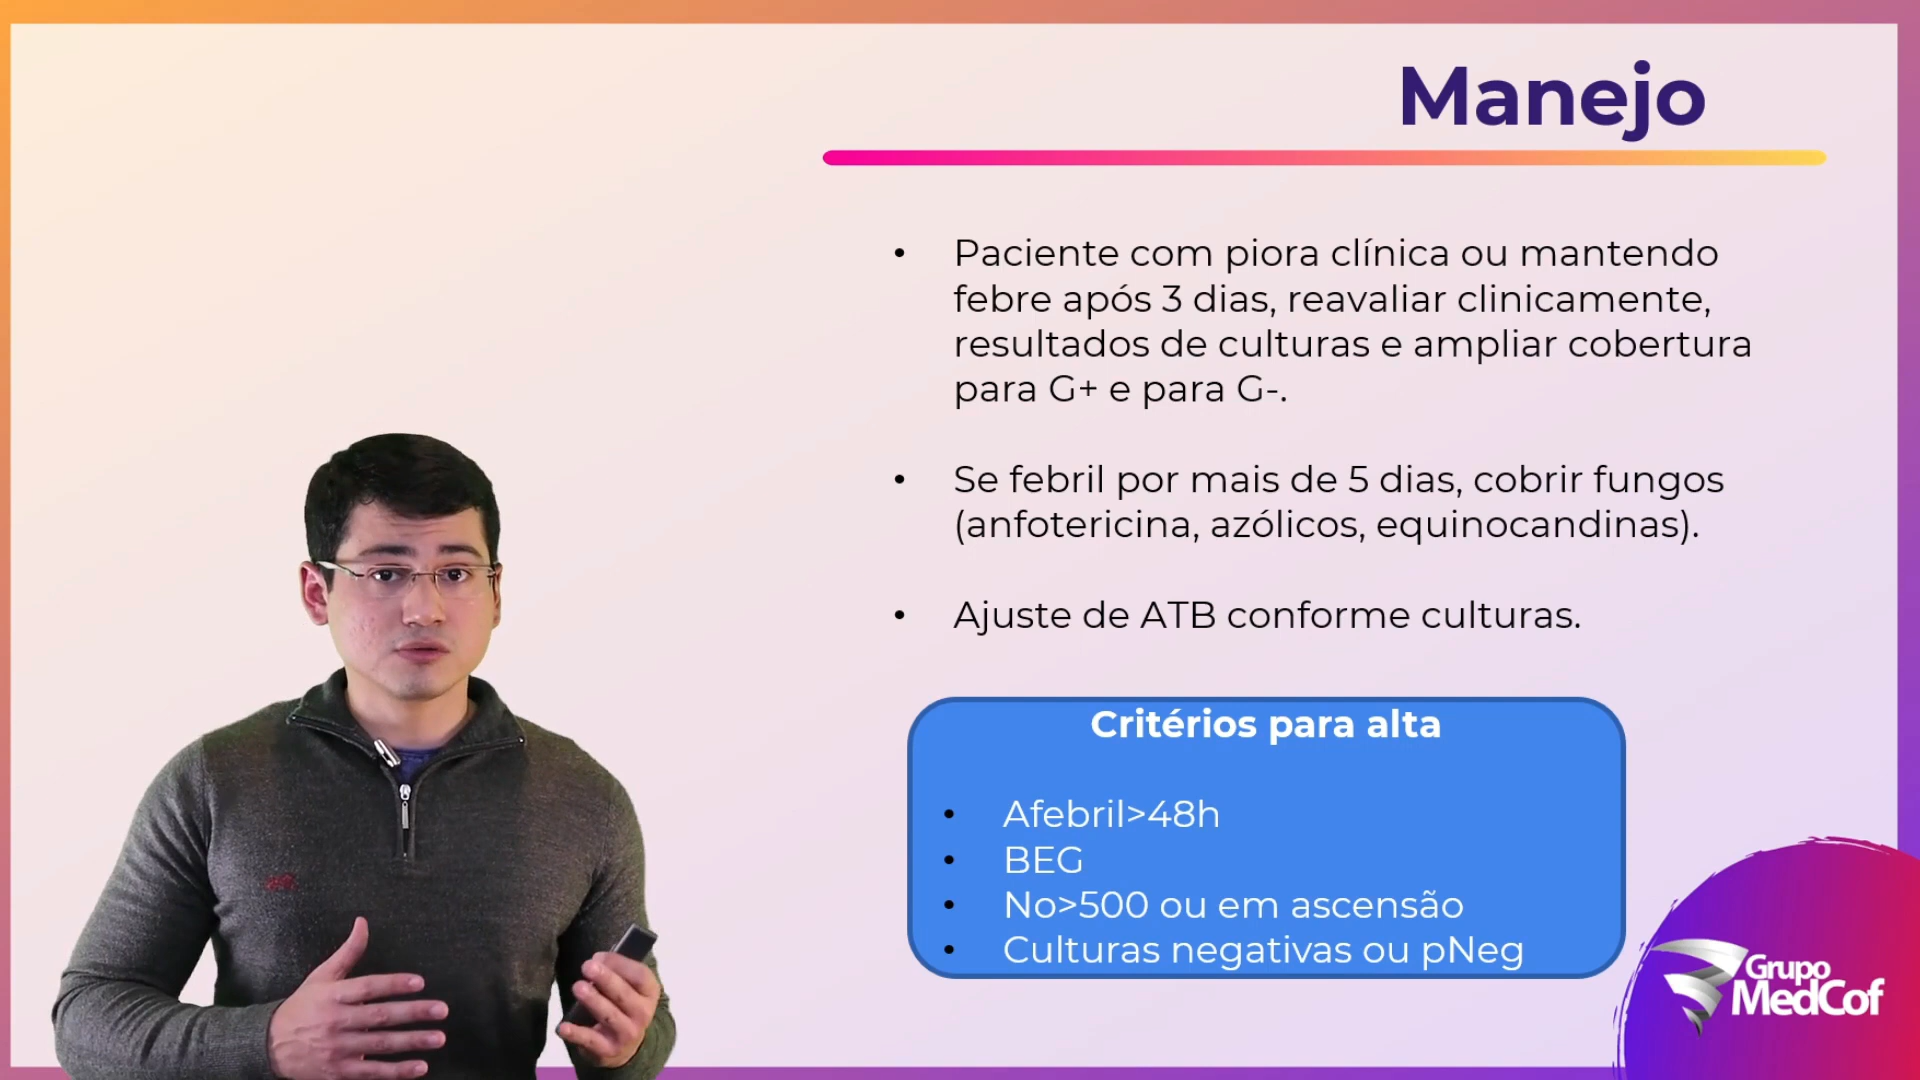 Manejo
• Paciente com piora clínica ou mantendo
febre após 3 dias, reavaliar clinicamente,
resultados de culturas e ampliar cobertura
para G+ e para G-.
• Se febril por mais de 5 dias, cobrir fungos
(anfotericina, azólicos, equinocandinas).
• Ajuste de ATB conforme culturas.
Critérios para alta
• Afebril>48h
• BEG
• No>500 ou em ascensão
• Culturas negativas ou pNeg
Grupo
MedCof